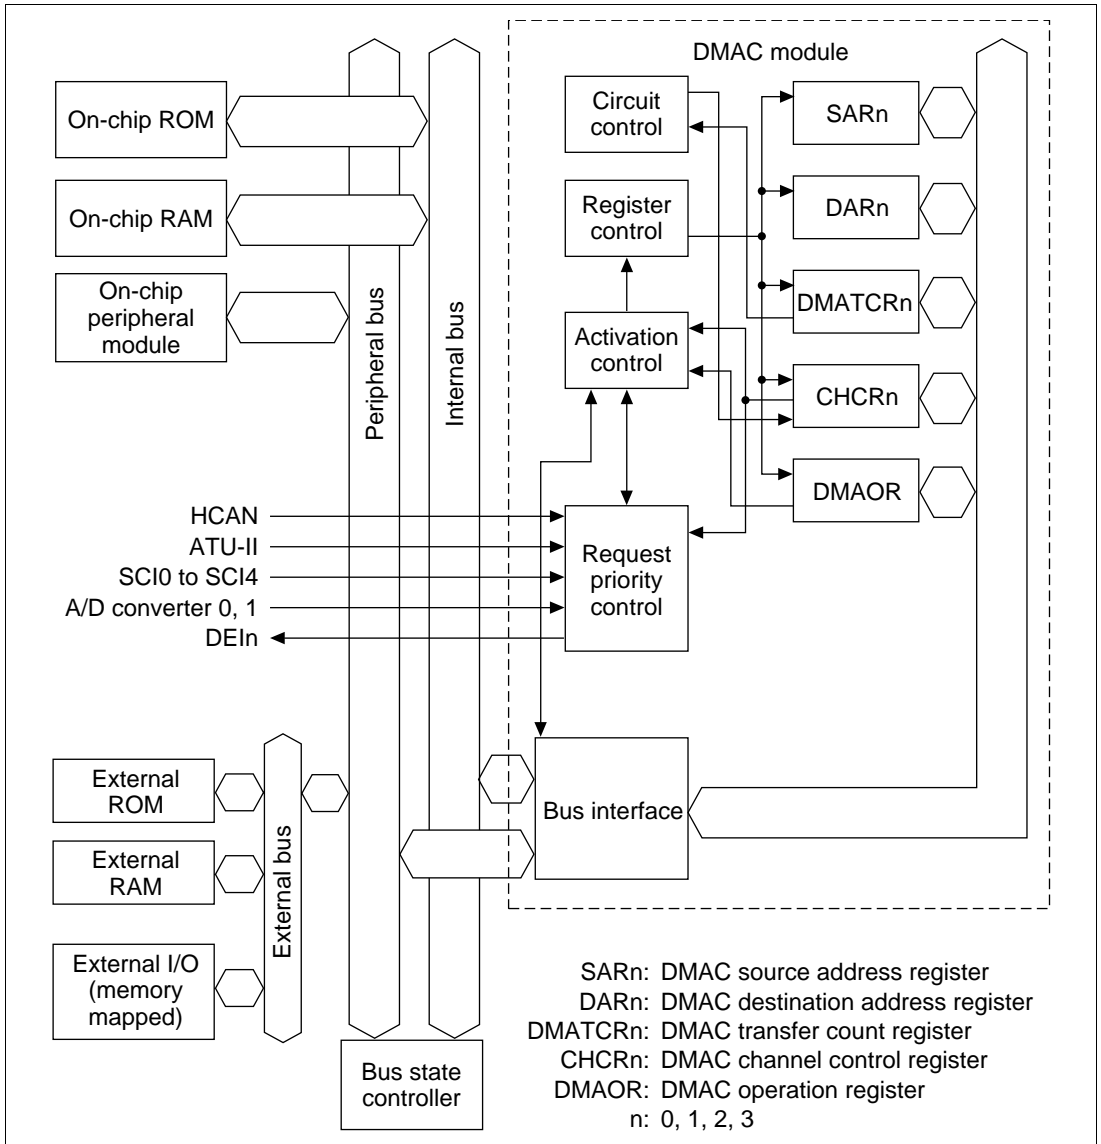 DMAC module
On-chip ROM
On-chip RAM
On-chip
peripheral
module
Peripheral bus
Internal bus
Circuit
control
Register
control
Activation
control
SARn
DARn
DMATCRn
CHCRn
DMAOR
HCAN
ATU-II
SCI0 to SCI4
A/D converter 0, 1
DEIn
Request
priority
control
External
ROM
External
RAM
External I/O
(memory
mapped)
External bus
Bus interface
Bus state
controller
SARn: DMAC source address register
DARn: DMAC destination address register
DMATCRn: DMAC transfer count register
CHCRn: DMAC channel control register
DMAOR: DMAC operation register
n: 0, 1, 2, 3